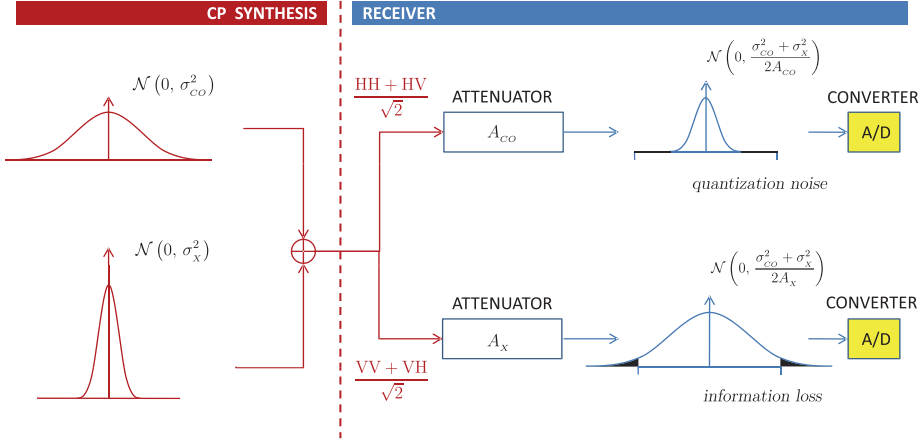 CP SYNTHESIS
RECEIVER
𝒩(0, σ²_CO)
HH + HV
√2
ATTENUATOR
A_CO
𝒩(0, (σ²_CO + σ²_X) / 2A_CO)
CONVERTER
A/D
quantization noise
𝒩(0, σ²_X)
VV + VH
√2
ATTENUATOR
A_X
𝒩(0, (σ²_CO + σ²_X) / 2A_X)
CONVERTER
A/D
information loss